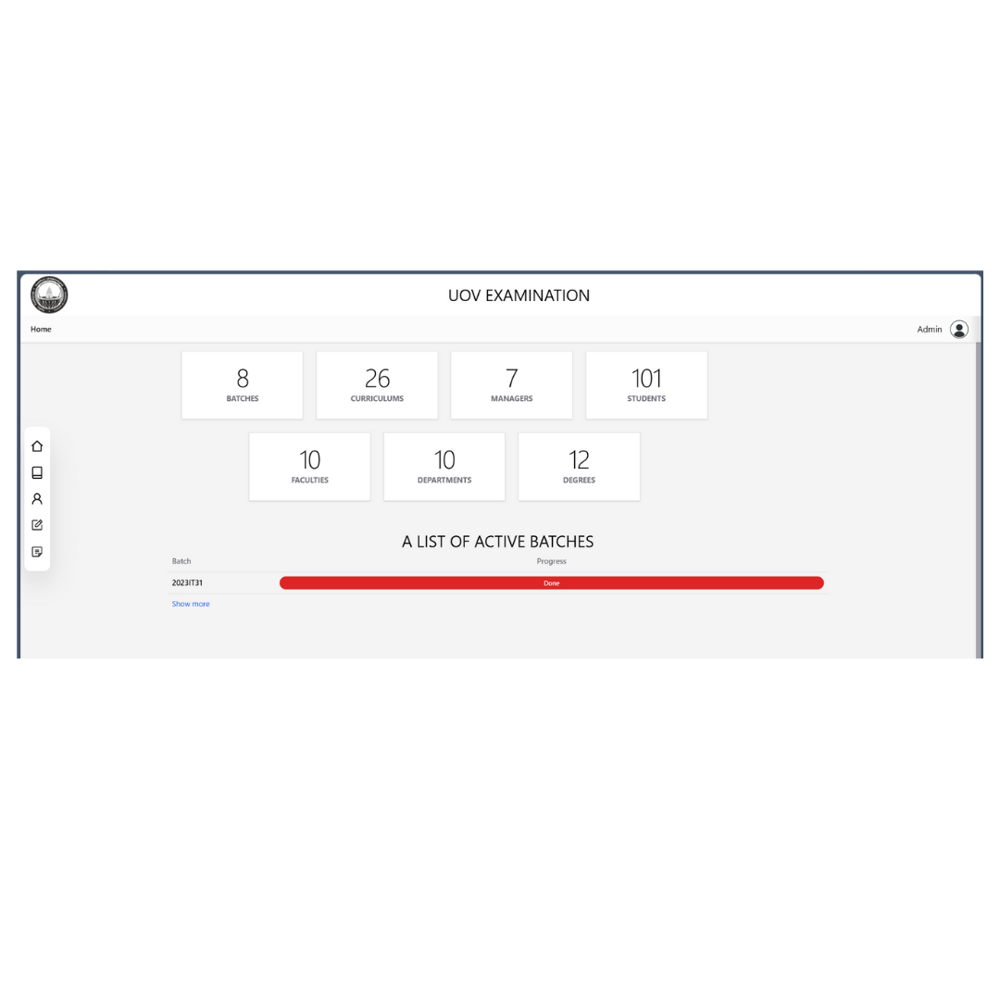 UOV EXAMINATION
Home
Admin
8
BATCHES
26
CURRICULUMS
7
MANAGERS
101
STUDENTS
10
FACULTIES
10
DEPARTMENTS
12
DEGREES
A LIST OF ACTIVE BATCHES
Batch Progress
2023IT31 Done
Show more